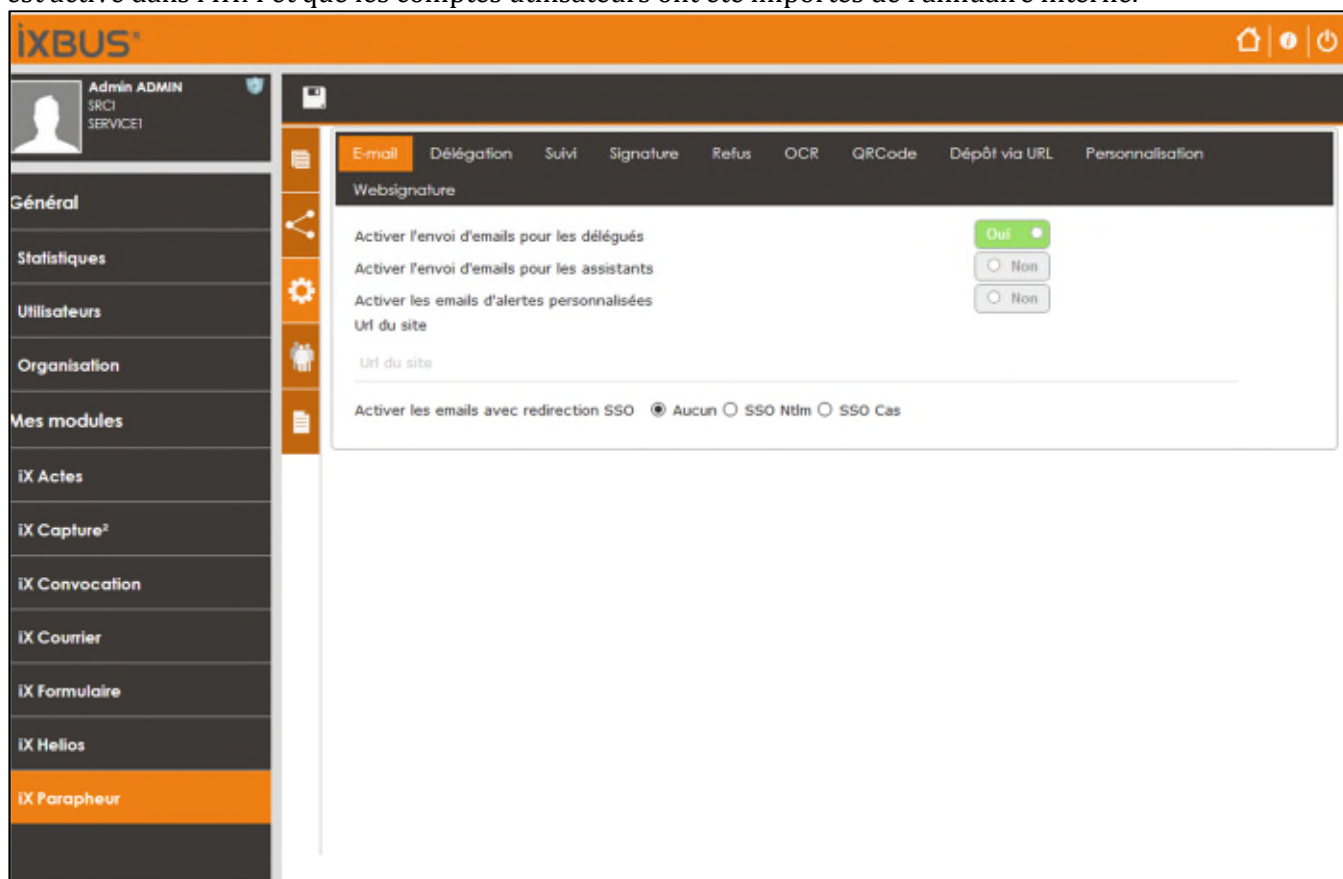 iXBUS
Admin ADMIN
SRCI
SERVICE1
Général
Statistiques
Utilisateurs
Organisation
Mes modules
iX Actes
iX Capture²
iX Convocation
iX Courrier
iX Formulaire
iX Helios
iX Parapheur
E-mail Délégation Suivi Signature Refus OCR QRCode Dépôt via URL Personnalisation
Websignature
Activer l'envoi d'emails pour les délégués Oui
Activer l'envoi d'emails pour les assistants Non
Activer les emails d'alertes personnalisées Non
Url du site
Url du site
Activer les emails avec redirection SSO Aucun SSO Ntlm SSO Cas